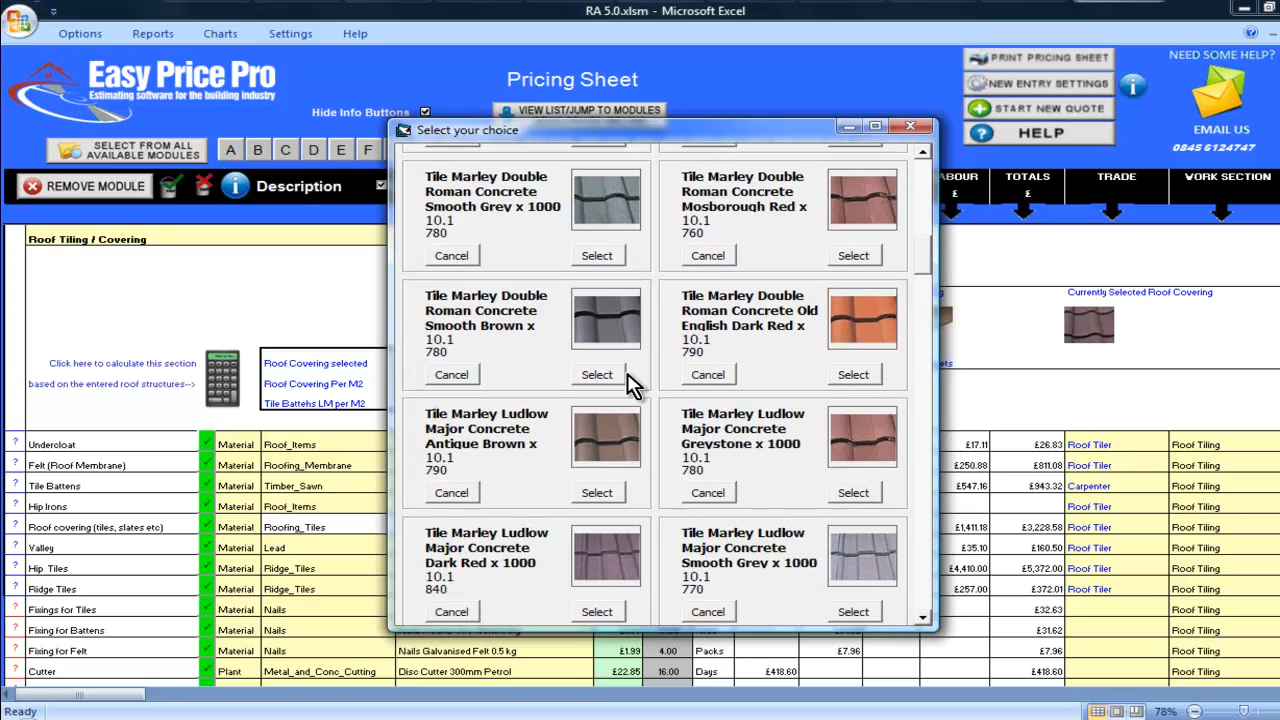 RA 5.0.xlsm - Microsoft Excel
Options Reports Charts Settings Help
Easy Price Pro
Estimating software for the building industry
Pricing Sheet
Hide Info Buttons
VIEW LIST/JUMP TO MODULES
PRINT PRICING SHEET
NEW ENTRY SETTINGS
START NEW QUOTE
HELP
NEED SOME HELP?
EMAIL US
0845 6124747
SELECT FROM ALL
AVAILABLE MODULES
A B C D E F
REMOVE MODULE
Description
LABOUR
£
TOTALS
£
TRADE
WORK SECTION
Select your choice
Tile Marley Double
Roman Concrete
Smooth Grey x 1000
10.1
780
Cancel Select
Tile Marley Double
Roman Concrete
Mosborough Red x
10.1
760
Cancel Select
Tile Marley Double
Roman Concrete
Smooth Brown x
10.1
780
Cancel Select
Tile Marley Double
Roman Concrete Old
English Dark Red x
10.1
790
Cancel Select
Tile Marley Ludlow
Major Concrete
Antique Brown x
10.1
790
Cancel Select
Tile Marley Ludlow
Major Concrete
Greystone x 1000
10.1
780
Cancel Select
Tile Marley Ludlow
Major Concrete
Dark Red x 1000
10.1
840
Cancel Select
Tile Marley Ludlow
Major Concrete
Smooth Grey x 1000
10.1
770
Cancel Select
Roof Tiling / Covering
Click here to calculate this section
based on the entered roof structures-->
Roof Covering selected
Roof Covering Per M2
Tile Battens LM per M2
Currently Selected Roof Covering
? Undercloat Material Roof_Items £17.11 £26.83 Roof Tiler Roof Tiling
? Felt (Roof Membrane) Material Roofing_Membrane £250.88 £811.08 Roof Tiler Roof Tiling
? Tile Battens Material Timber_Sawn £547.16 £943.32 Carpenter Roof Tiling
? Hip Irons Material Roof_Items Roof Tiler Roof Tiling
? Roof covering (tiles, slates etc) Material Roofing_Tiles £1,411.18 £3,228.58 Roof Tiler Roof Tiling
? Valley Material Lead £35.10 £160.50 Roof Tiler Roof Tiling
? Hip Tiles Material Ridge_Tiles £4,410.00 £5,372.00 Roof Tiler Roof Tiling
? Ridge Tiles Material Ridge_Tiles £257.00 £372.01 Roof Tiler Roof Tiling
? Fixings for Tiles Material Nails £32.63 Roof Tiling
? Fixing for Battens Material Nails £31.62 Roof Tiling
? Fixing for Felt Material Nails Nails Galvanised Felt 0.5 kg £1.99 4.00 Packs £7.96 £7.96 Roof Tiling
? Cutter Plant Metal_and_Conc_Cutting Disc Cutter 300mm Petrol £22.85 16.00 Days £418.60 £418.60 Roof Tiling
Ready
78%